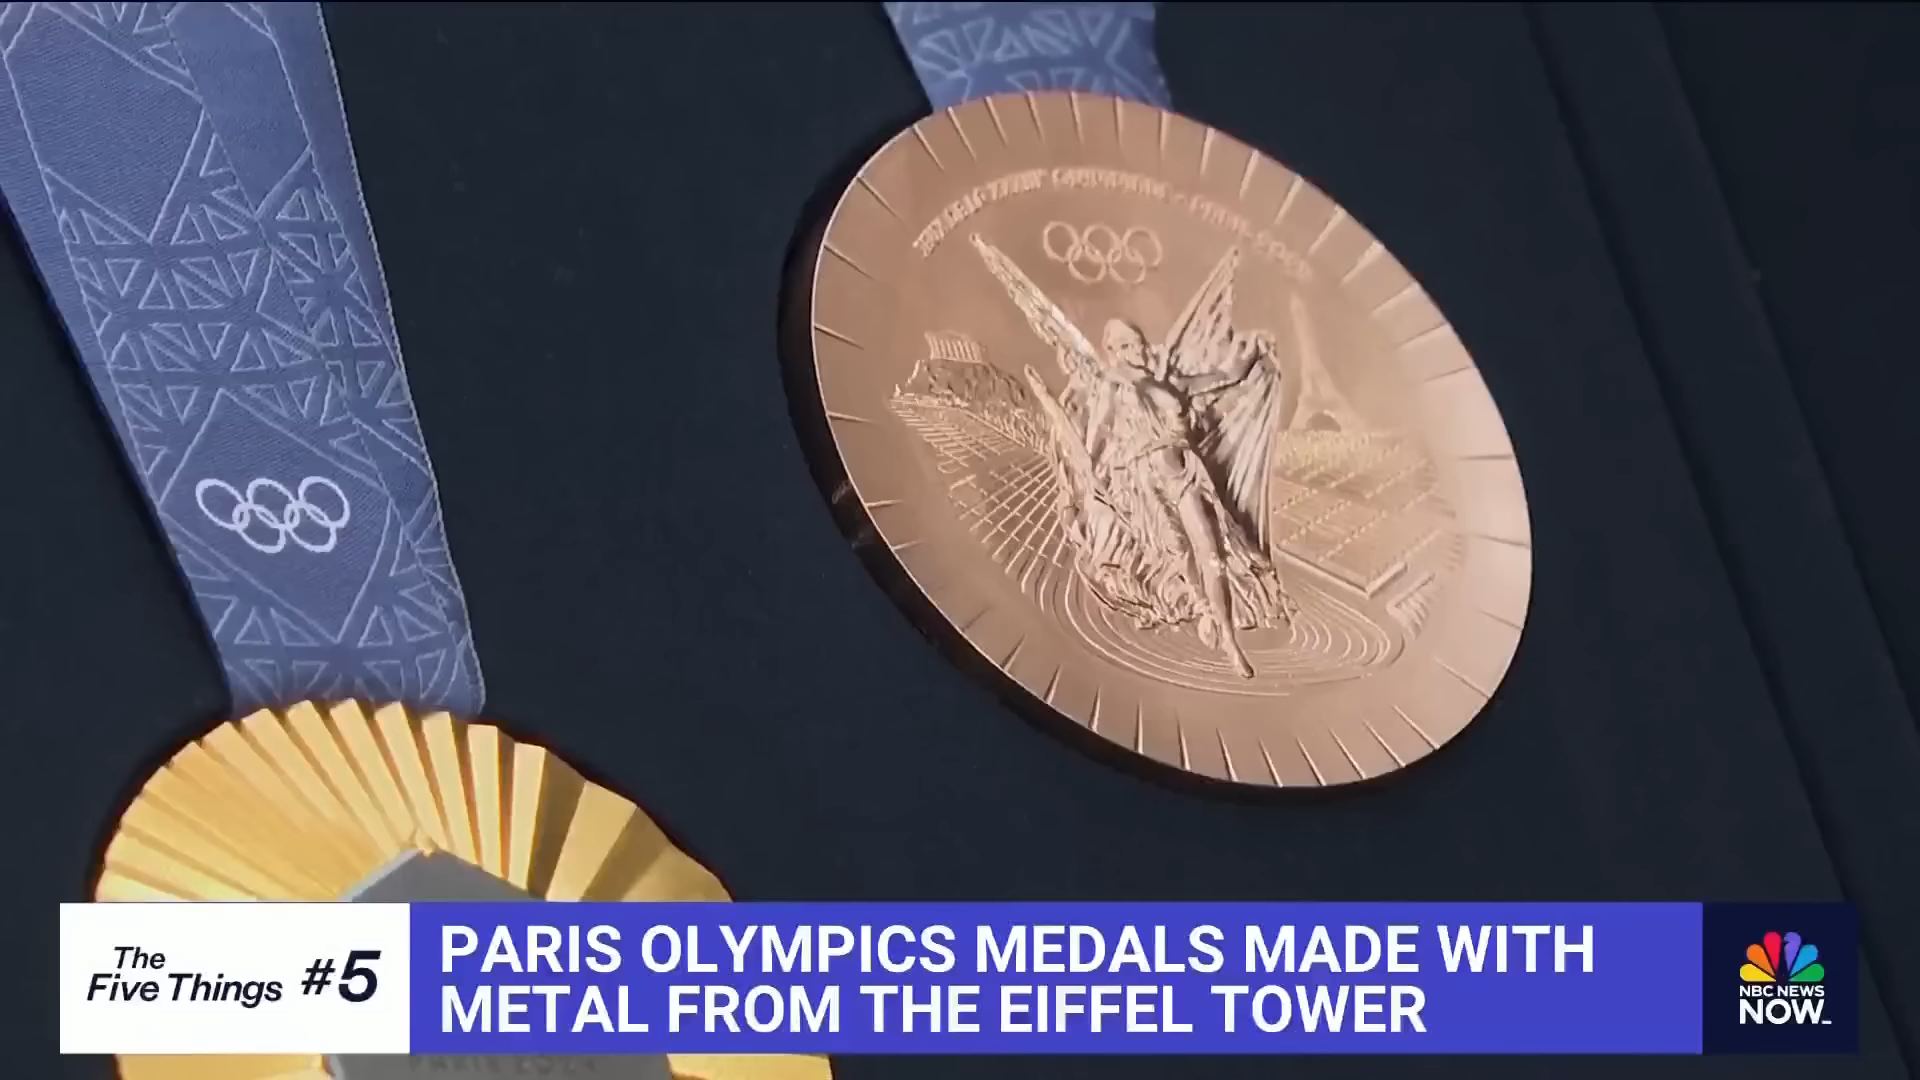 The
Five Things
#5
PARIS OLYMPICS MEDALS MADE WITH
METAL FROM THE EIFFEL TOWER
NBC NEWS
NOW